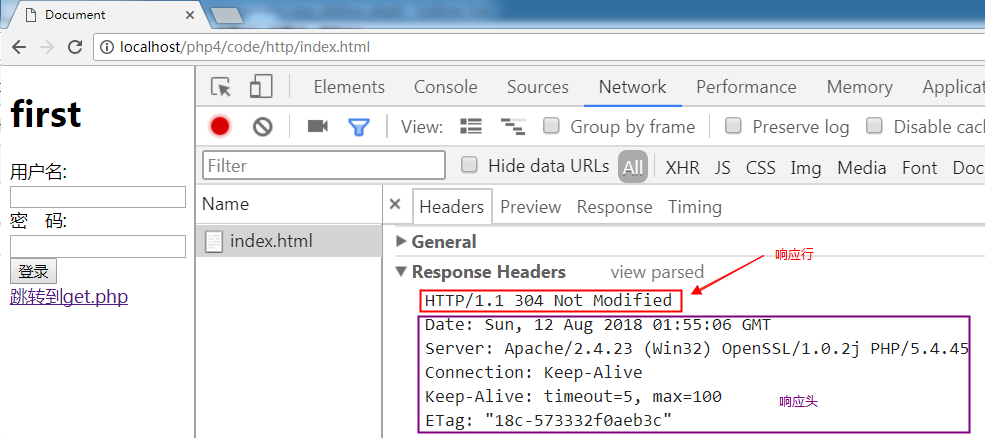 Document
localhost/php4/code/http/index.html
first
用户名:
密 码:
登录
跳转到get.php
Elements Console Sources Network Performance Memory Applicat
View: Group by frame Preserve log Disable cac
Filter Hide data URLs All XHR JS CSS Img Media Font Doc
Name
index.html
Headers Preview Response Timing
General
Response Headers view parsed
响应行
HTTP/1.1 304 Not Modified
Date: Sun, 12 Aug 2018 01:55:06 GMT
Server: Apache/2.4.23 (Win32) OpenSSL/1.0.2j PHP/5.4.45
Connection: Keep-Alive
Keep-Alive: timeout=5, max=100
响应头
ETag: "18c-573332f0aeb3c"